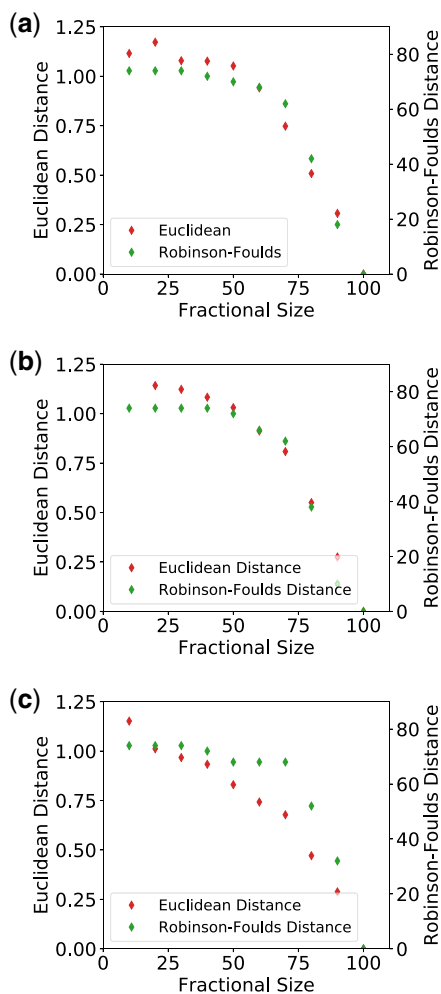 (a)
1.25
1.00
0.75
0.50
0.25
0.00
Euclidean Distance
80
60
40
20
0
Robinson-Foulds Distance
Euclidean
Robinson-Foulds
0 25 50 75 100
Fractional Size
(b)
1.25
1.00
0.75
0.50
0.25
0.00
Euclidean Distance
80
60
40
20
0
Robinson-Foulds Distance
Euclidean Distance
Robinson-Foulds Distance
0 25 50 75 100
Fractional Size
(c)
1.25
1.00
0.75
0.50
0.25
0.00
Euclidean Distance
80
60
40
20
0
Robinson-Foulds Distance
Euclidean Distance
Robinson-Foulds Distance
0 25 50 75 100
Fractional Size